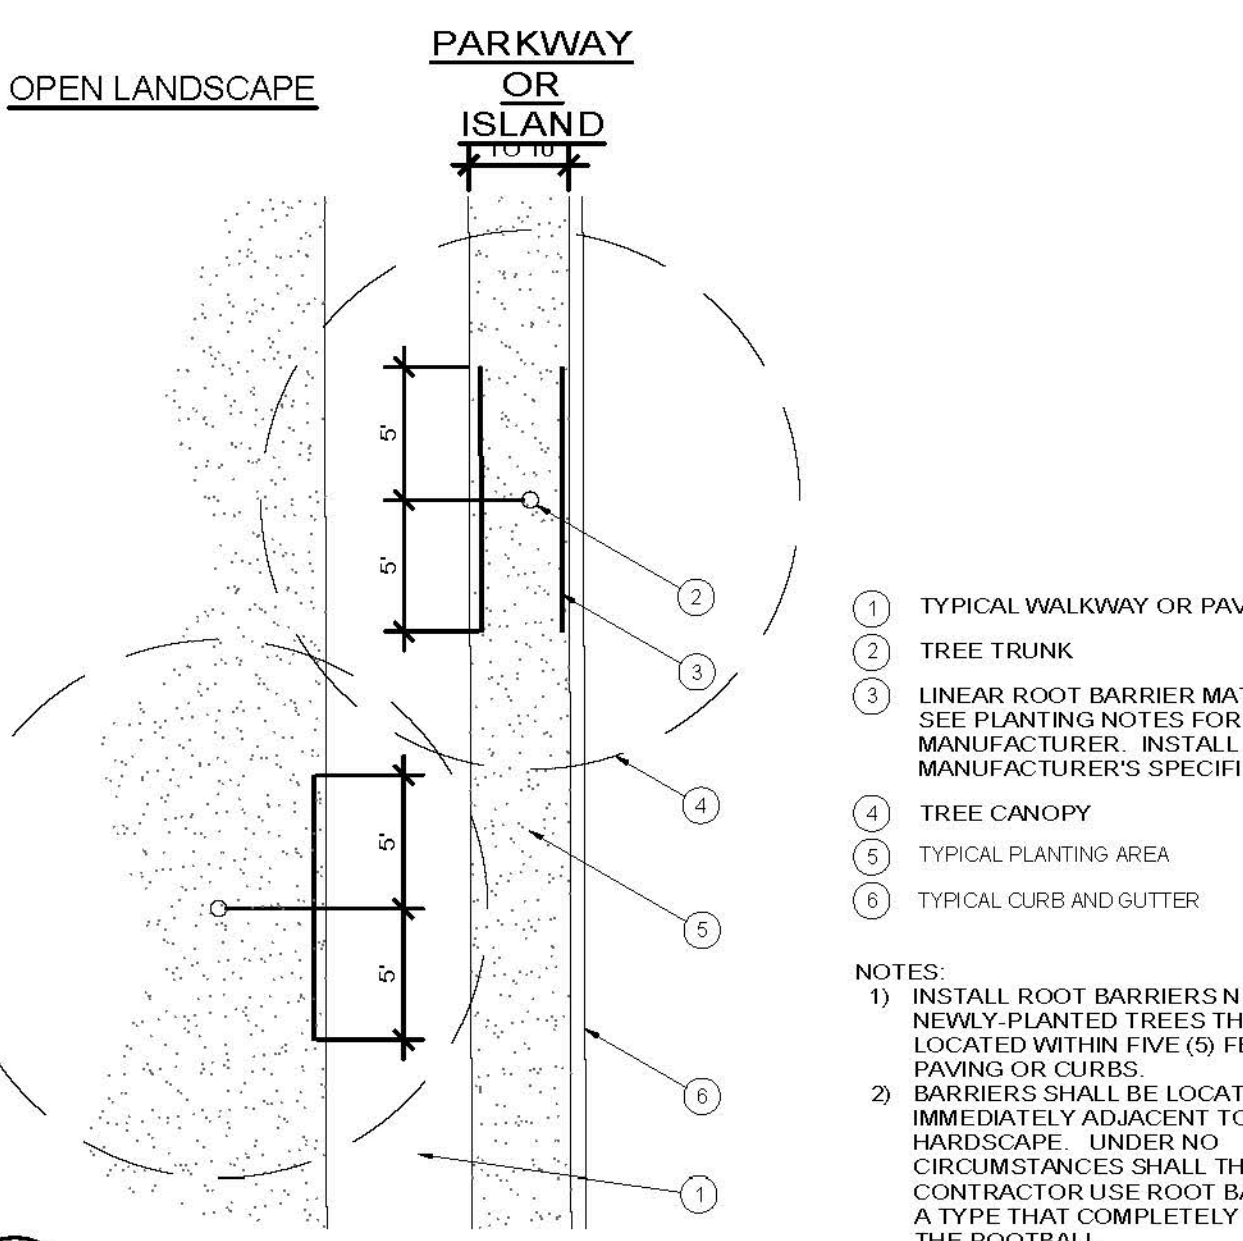 OPEN LANDSCAPE
PARKWAY
OR
ISLAND
TO 10
5'
5'
5'
5'
2
3
4
5
6
1
1 TYPICAL WALKWAY OR PAV
2 TREE TRUNK
3 LINEAR ROOT BARRIER MAT
SEE PLANTING NOTES FOR
MANUFACTURER. INSTALL
MANUFACTURER'S SPECIFI
4 TREE CANOPY
5 TYPICAL PLANTING AREA
6 TYPICAL CURB AND GUTTER
NOTES:
1) INSTALL ROOT BARRIERS N
NEWLY-PLANTED TREES TH
LOCATED WITHIN FIVE (5) FE
PAVING OR CURBS.
2) BARRIERS SHALL BE LOCAT
IMMEDIATELY ADJACENT TO
HARDSCAPE. UNDER NO
CIRCUMSTANCES SHALL TH
CONTRACTOR USE ROOT BA
A TYPE THAT COMPLETELY
THE ROOTBALL